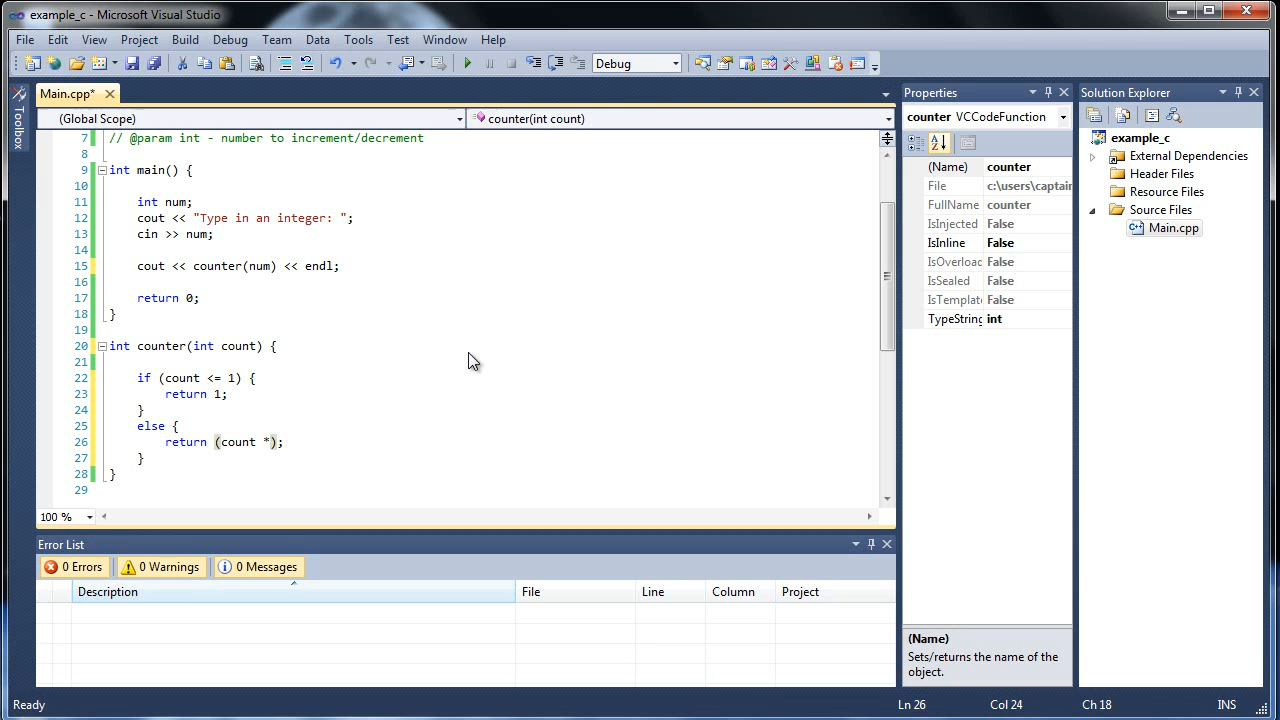 example_c - Microsoft Visual Studio
File Edit View Project Build Debug Team Data Tools Test Window Help
Debug
Toolbox
Main.cpp*
(Global Scope) counter(int count)
7 // @param int - number to increment/decrement
8
9 int main() {
10
11 int num;
12 cout << "Type in an integer: ";
13 cin >> num;
14
15 cout << counter(num) << endl;
16
17 return 0;
18 }
19
20 int counter(int count) {
21
22 if (count <= 1) {
23 return 1;
24 }
25 else {
26 return (count *);
27 }
28 }
29
100 %
Error List
0 Errors 0 Warnings 0 Messages
Description File Line Column Project
Properties
counter VCCodeFunction
(Name) counter
File c:\users\captain
FullName counter
IsInjected False
IsInline False
IsOverload False
IsSealed False
IsTemplate False
TypeString int
(Name)
Sets/returns the name of the
object.
Solution Explorer
example_c
External Dependencies
Header Files
Resource Files
Source Files
Main.cpp
Ready Ln 26 Col 24 Ch 18 INS